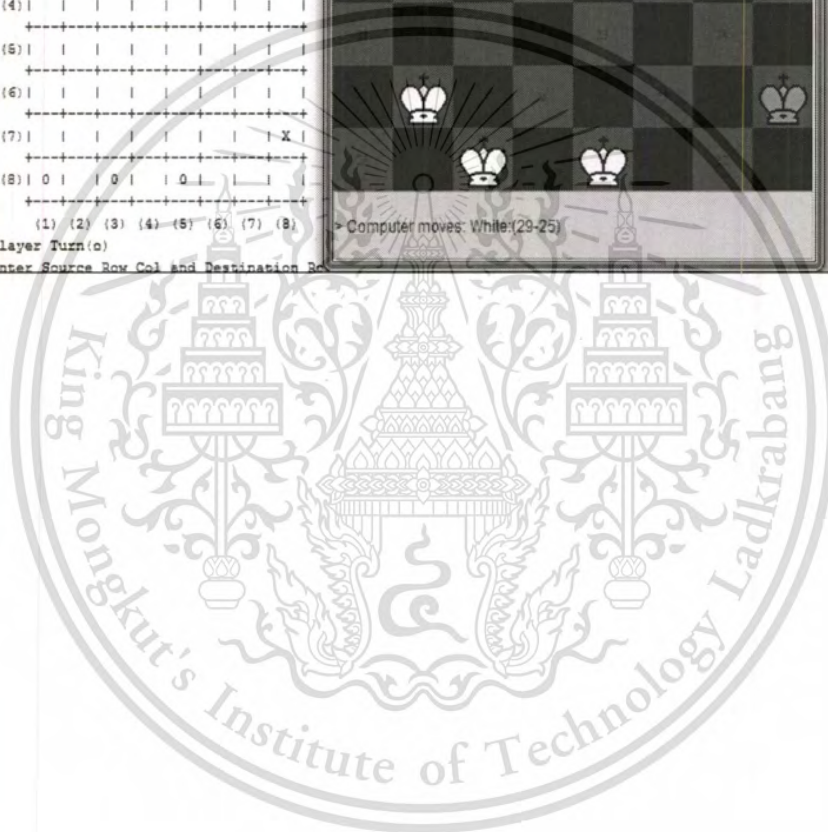 (4)| | | | | | | | |
(5)| | | | | | | | |
(6)| | | | | | | | |
(7)| | | | | | | | X
(8)| O | | O | | O | | | |
(1) (2) (3) (4) (5) (6) (7) (8)
layer Turn(o)
nter Source Row Col and Destination Ro
> Computer moves: White:(29-25)
King Mongkut's Institute of Technology Ladkrabang